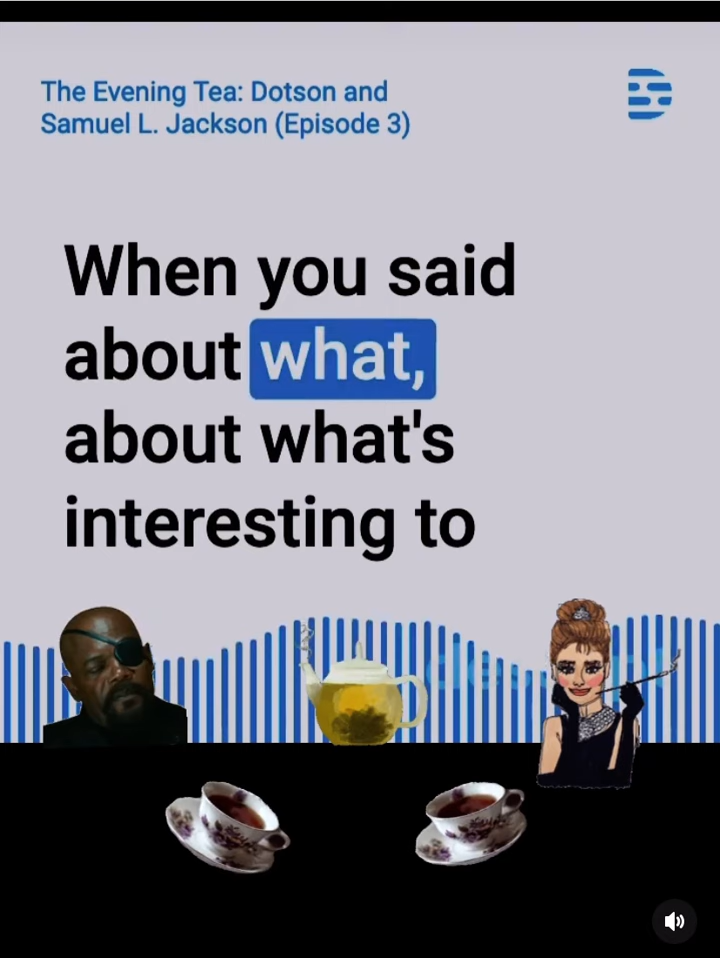 The Evening Tea: Dotson and
Samuel L. Jackson (Episode 3)
When you said
about what,
about what's
interesting to